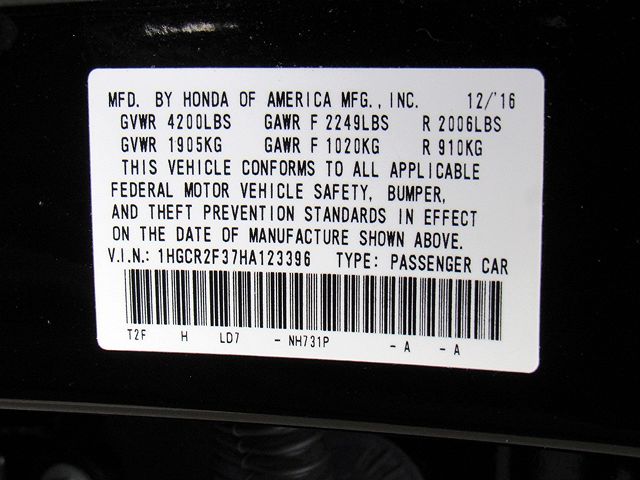 MFD. BY HONDA OF AMERICA MFG., INC. 12/'16
GVWR 4200LBS GAWR F 2249LBS R 2006LBS
GVWR 1905KG GAWR F 1020KG R 910KG
THIS VEHICLE CONFORMS TO ALL APPLICABLE
FEDERAL MOTOR VEHICLE SAFETY, BUMPER,
AND THEFT PREVENTION STANDARDS IN EFFECT
ON THE DATE OF MANUFACTURE SHOWN ABOVE.
V.I.N.: 1HGCR2F37HA123396 TYPE: PASSENGER CAR
T2F H LD7 - NH731P - A - A